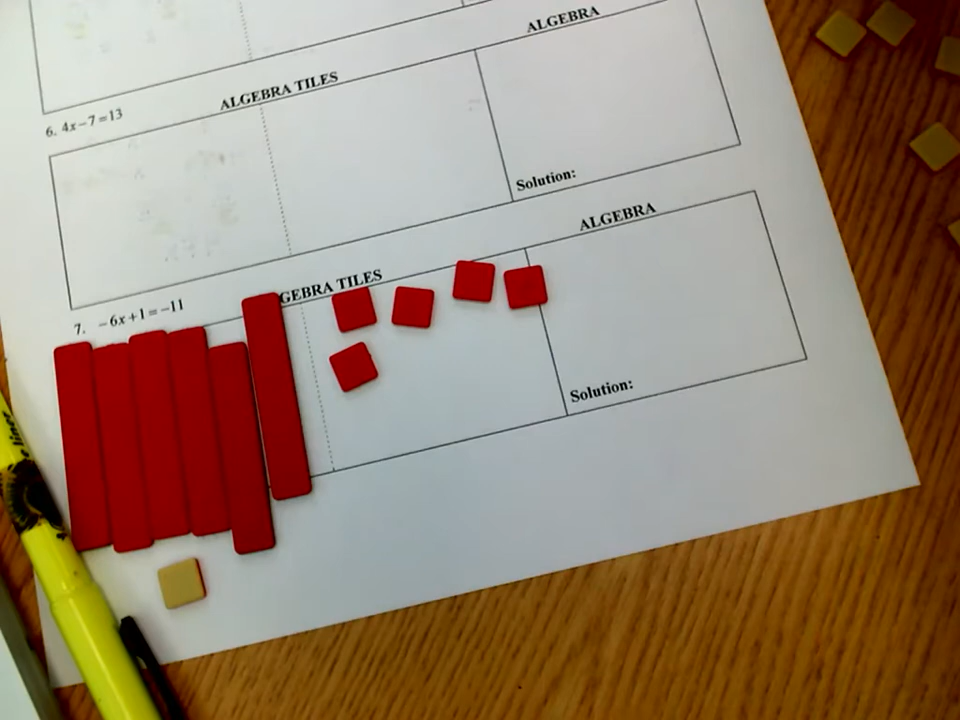 ALGEBRA
6. 4x-7=13
ALGEBRA TILES
Solution:
ALGEBRA
7. -6x+1=-11
GEBRA TILES
Solution: